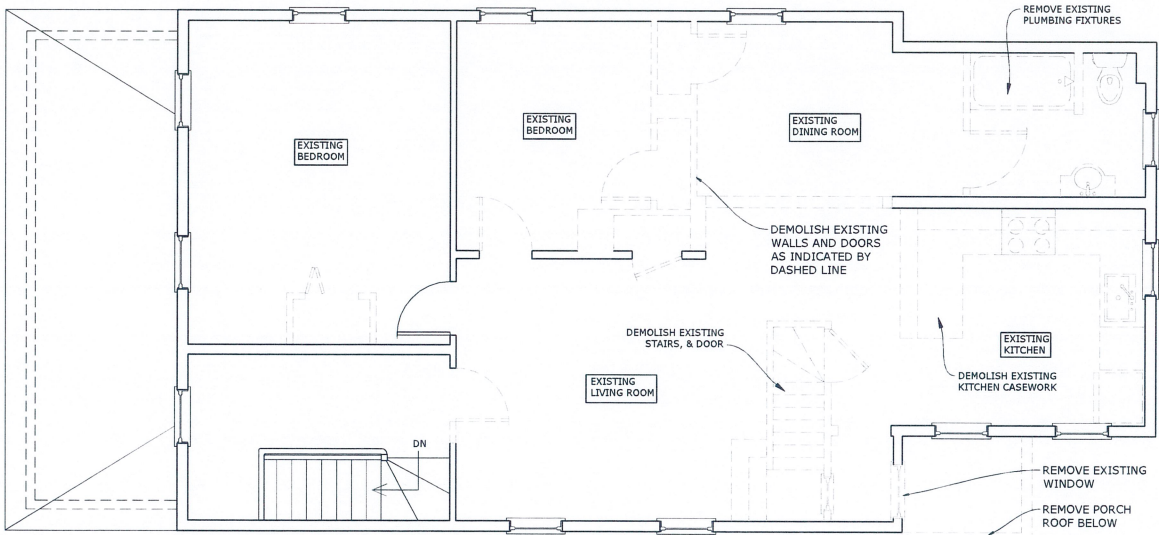 REMOVE EXISTING
PLUMBING FIXTURES
EXISTING
BEDROOM
EXISTING
BEDROOM
EXISTING
DINING ROOM
DEMOLISH EXISTING
WALLS AND DOORS
AS INDICATED BY
DASHED LINE
DEMOLISH EXISTING
STAIRS, & DOOR
EXISTING
KITCHEN
DEMOLISH EXISTING
KITCHEN CASEWORK
EXISTING
LIVING ROOM
DN
REMOVE EXISTING
WINDOW
REMOVE PORCH
ROOF BELOW